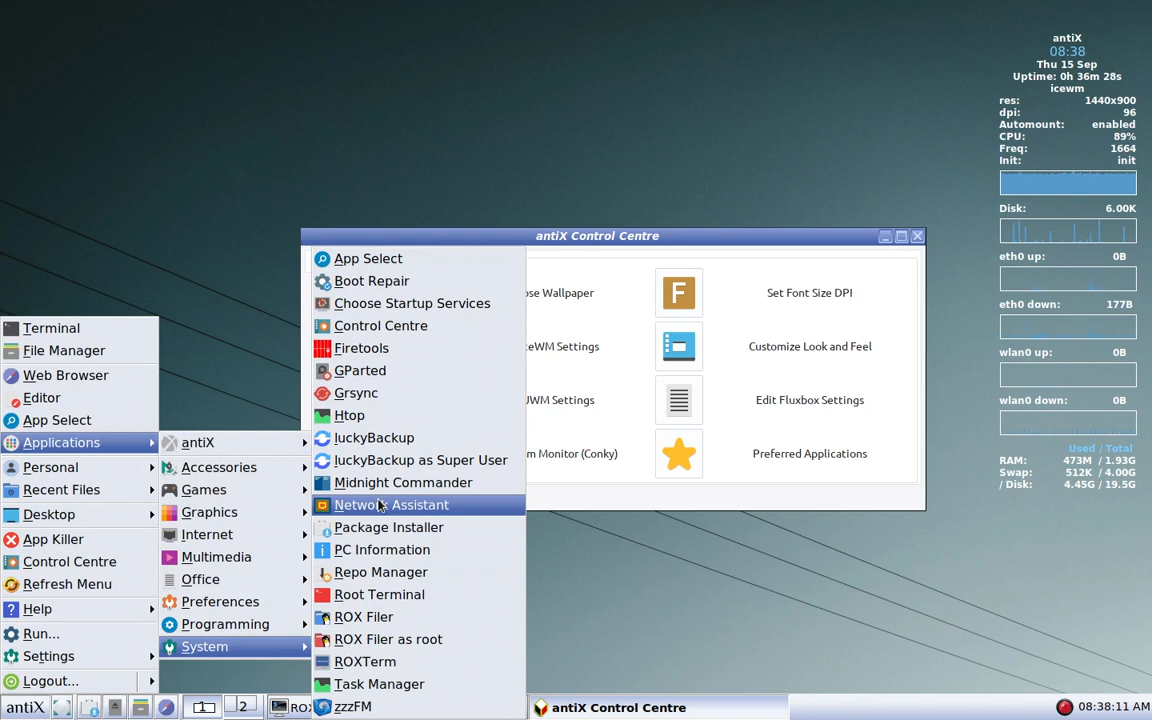 antiX
08:38
Thu 15 Sep
Uptime: 0h 36m 28s
icewm
res: 1440x900
dpi: 96
Automount: enabled
CPU: 89%
Freq: 1664
Init: init
Disk: 6.00K
eth0 up: 0B
eth0 down: 177B
wlan0 up: 0B
wlan0 down: 0B
Used / Total
RAM: 473M / 1.93G
Swap: 512K / 4.00G
/ Disk: 4.45G / 19.5G
antiX Control Centre
Set Font Size DPI
Customize Look and Feel
Settings
Edit Fluxbox Settings
Monitor (Conky)
Preferred Applications
App Select
Boot Repair
Choose Startup Services
Control Centre
Firetools
GParted
Grsync
Htop
luckyBackup
luckyBackup as Super User
Midnight Commander
Network Assistant
Package Installer
PC Information
Repo Manager
Root Terminal
ROX Filer
ROX Filer as root
ROXTerm
Task Manager
zzzFM
antiX
Accessories
Games
Graphics
Internet
Multimedia
Office
Preferences
Programming
System
Terminal
File Manager
Web Browser
Editor
App Select
Applications
Personal
Recent Files
Desktop
App Killer
Control Centre
Refresh Menu
Help
Run...
Settings
Logout...
antiX
1
2
antiX Control Centre
08:38:11 AM